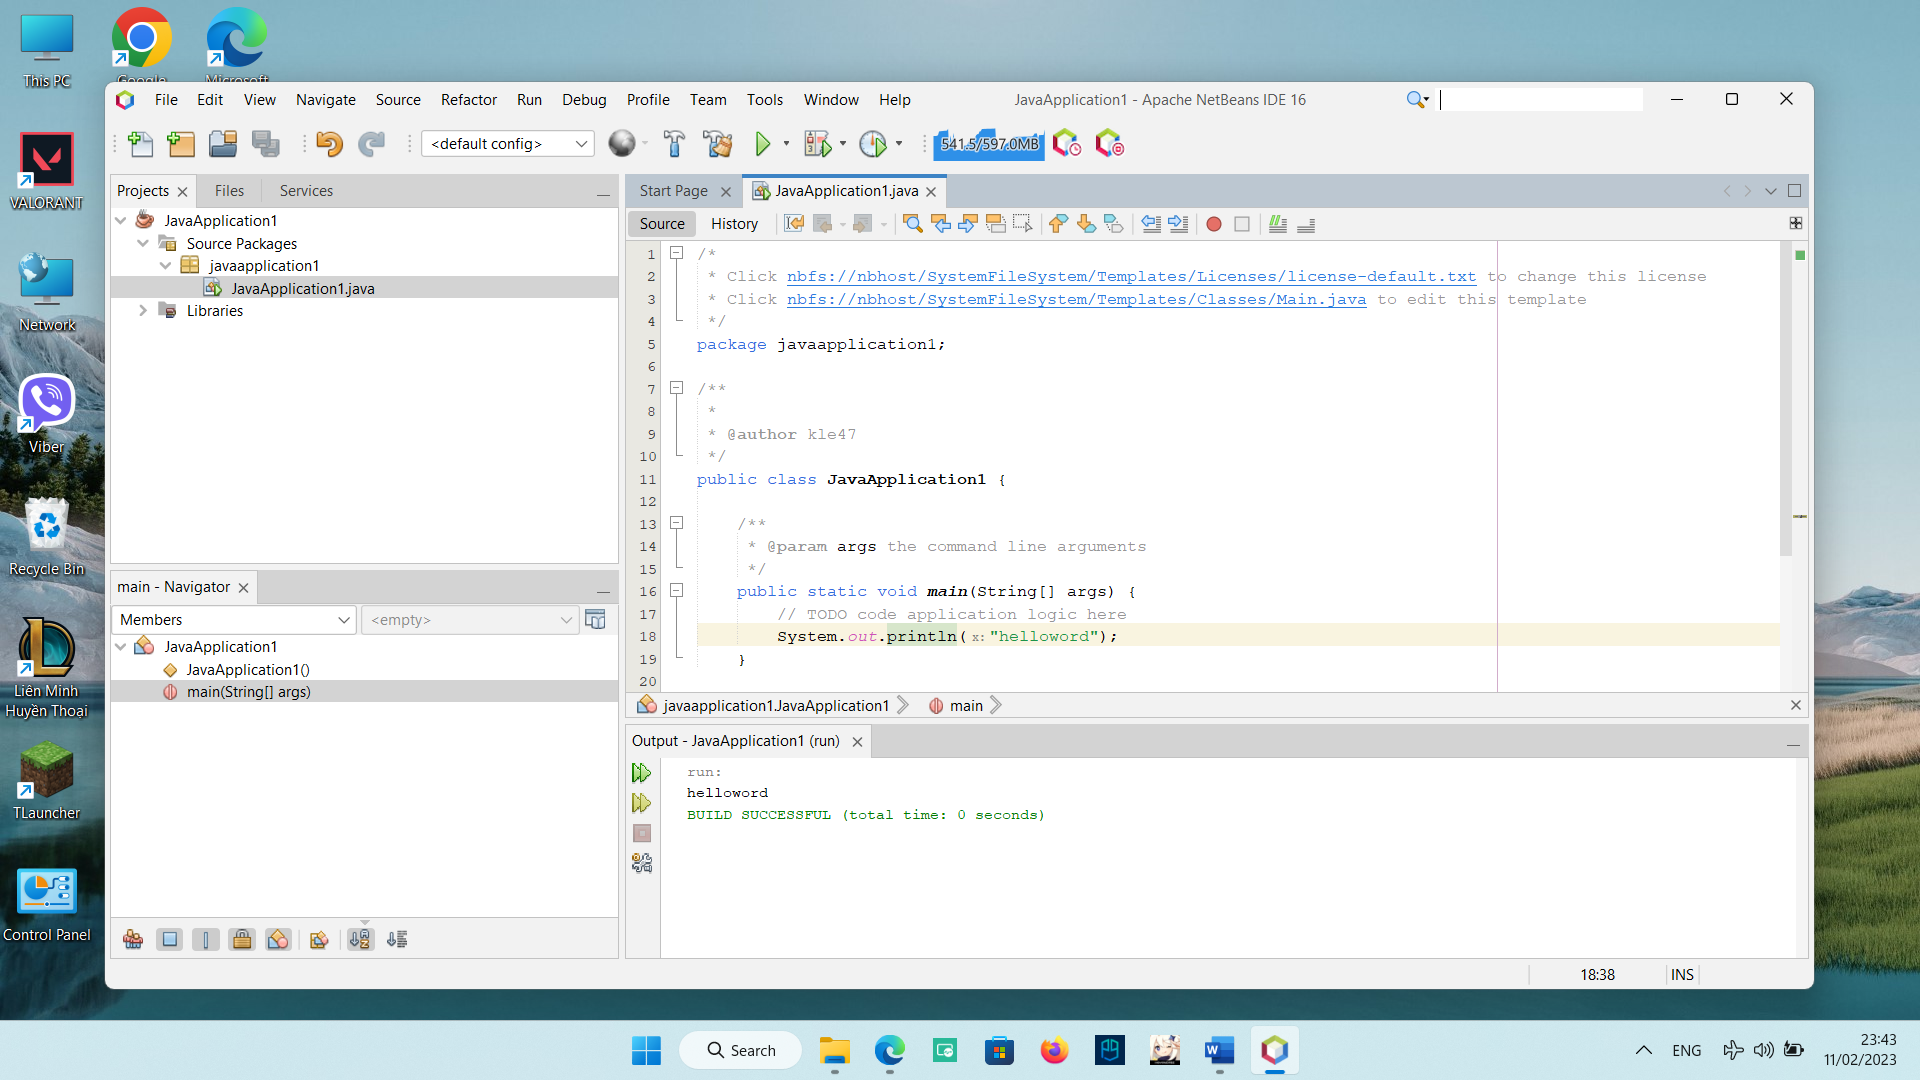 This PC
Google
Microsoft
VALORANT
Network
Viber
Recycle Bin
Liên Minh
Huyền Thoại
TLauncher
Control Panel
File Edit View Navigate Source Refactor Run Debug Profile Team Tools Window Help
JavaApplication1 - Apache NetBeans IDE 16
<default config>
541.5/597.0MB
Projects Files Services
JavaApplication1
Source Packages
javaapplication1
JavaApplication1.java
Libraries
main - Navigator
Members <empty>
JavaApplication1
JavaApplication1()
main(String[] args)
Start Page JavaApplication1.java
Source History
1 /*
2 * Click nbfs://nbhost/SystemFileSystem/Templates/Licenses/license-default.txt to change this license
3 * Click nbfs://nbhost/SystemFileSystem/Templates/Classes/Main.java to edit this template
4 */
5 package javaapplication1;
6
7 /**
8 *
9 * @author kle47
10 */
11 public class JavaApplication1 {
12
13 /**
14 * @param args the command line arguments
15 */
16 public static void main(String[] args) {
17 // TODO code application logic here
18 System.out.println(x:"helloword");
19 }
20
javaapplication1.JavaApplication1 main
Output - JavaApplication1 (run)
run:
helloword
BUILD SUCCESSFUL (total time: 0 seconds)
18:38 INS
Search
ENG
23:43
11/02/2023